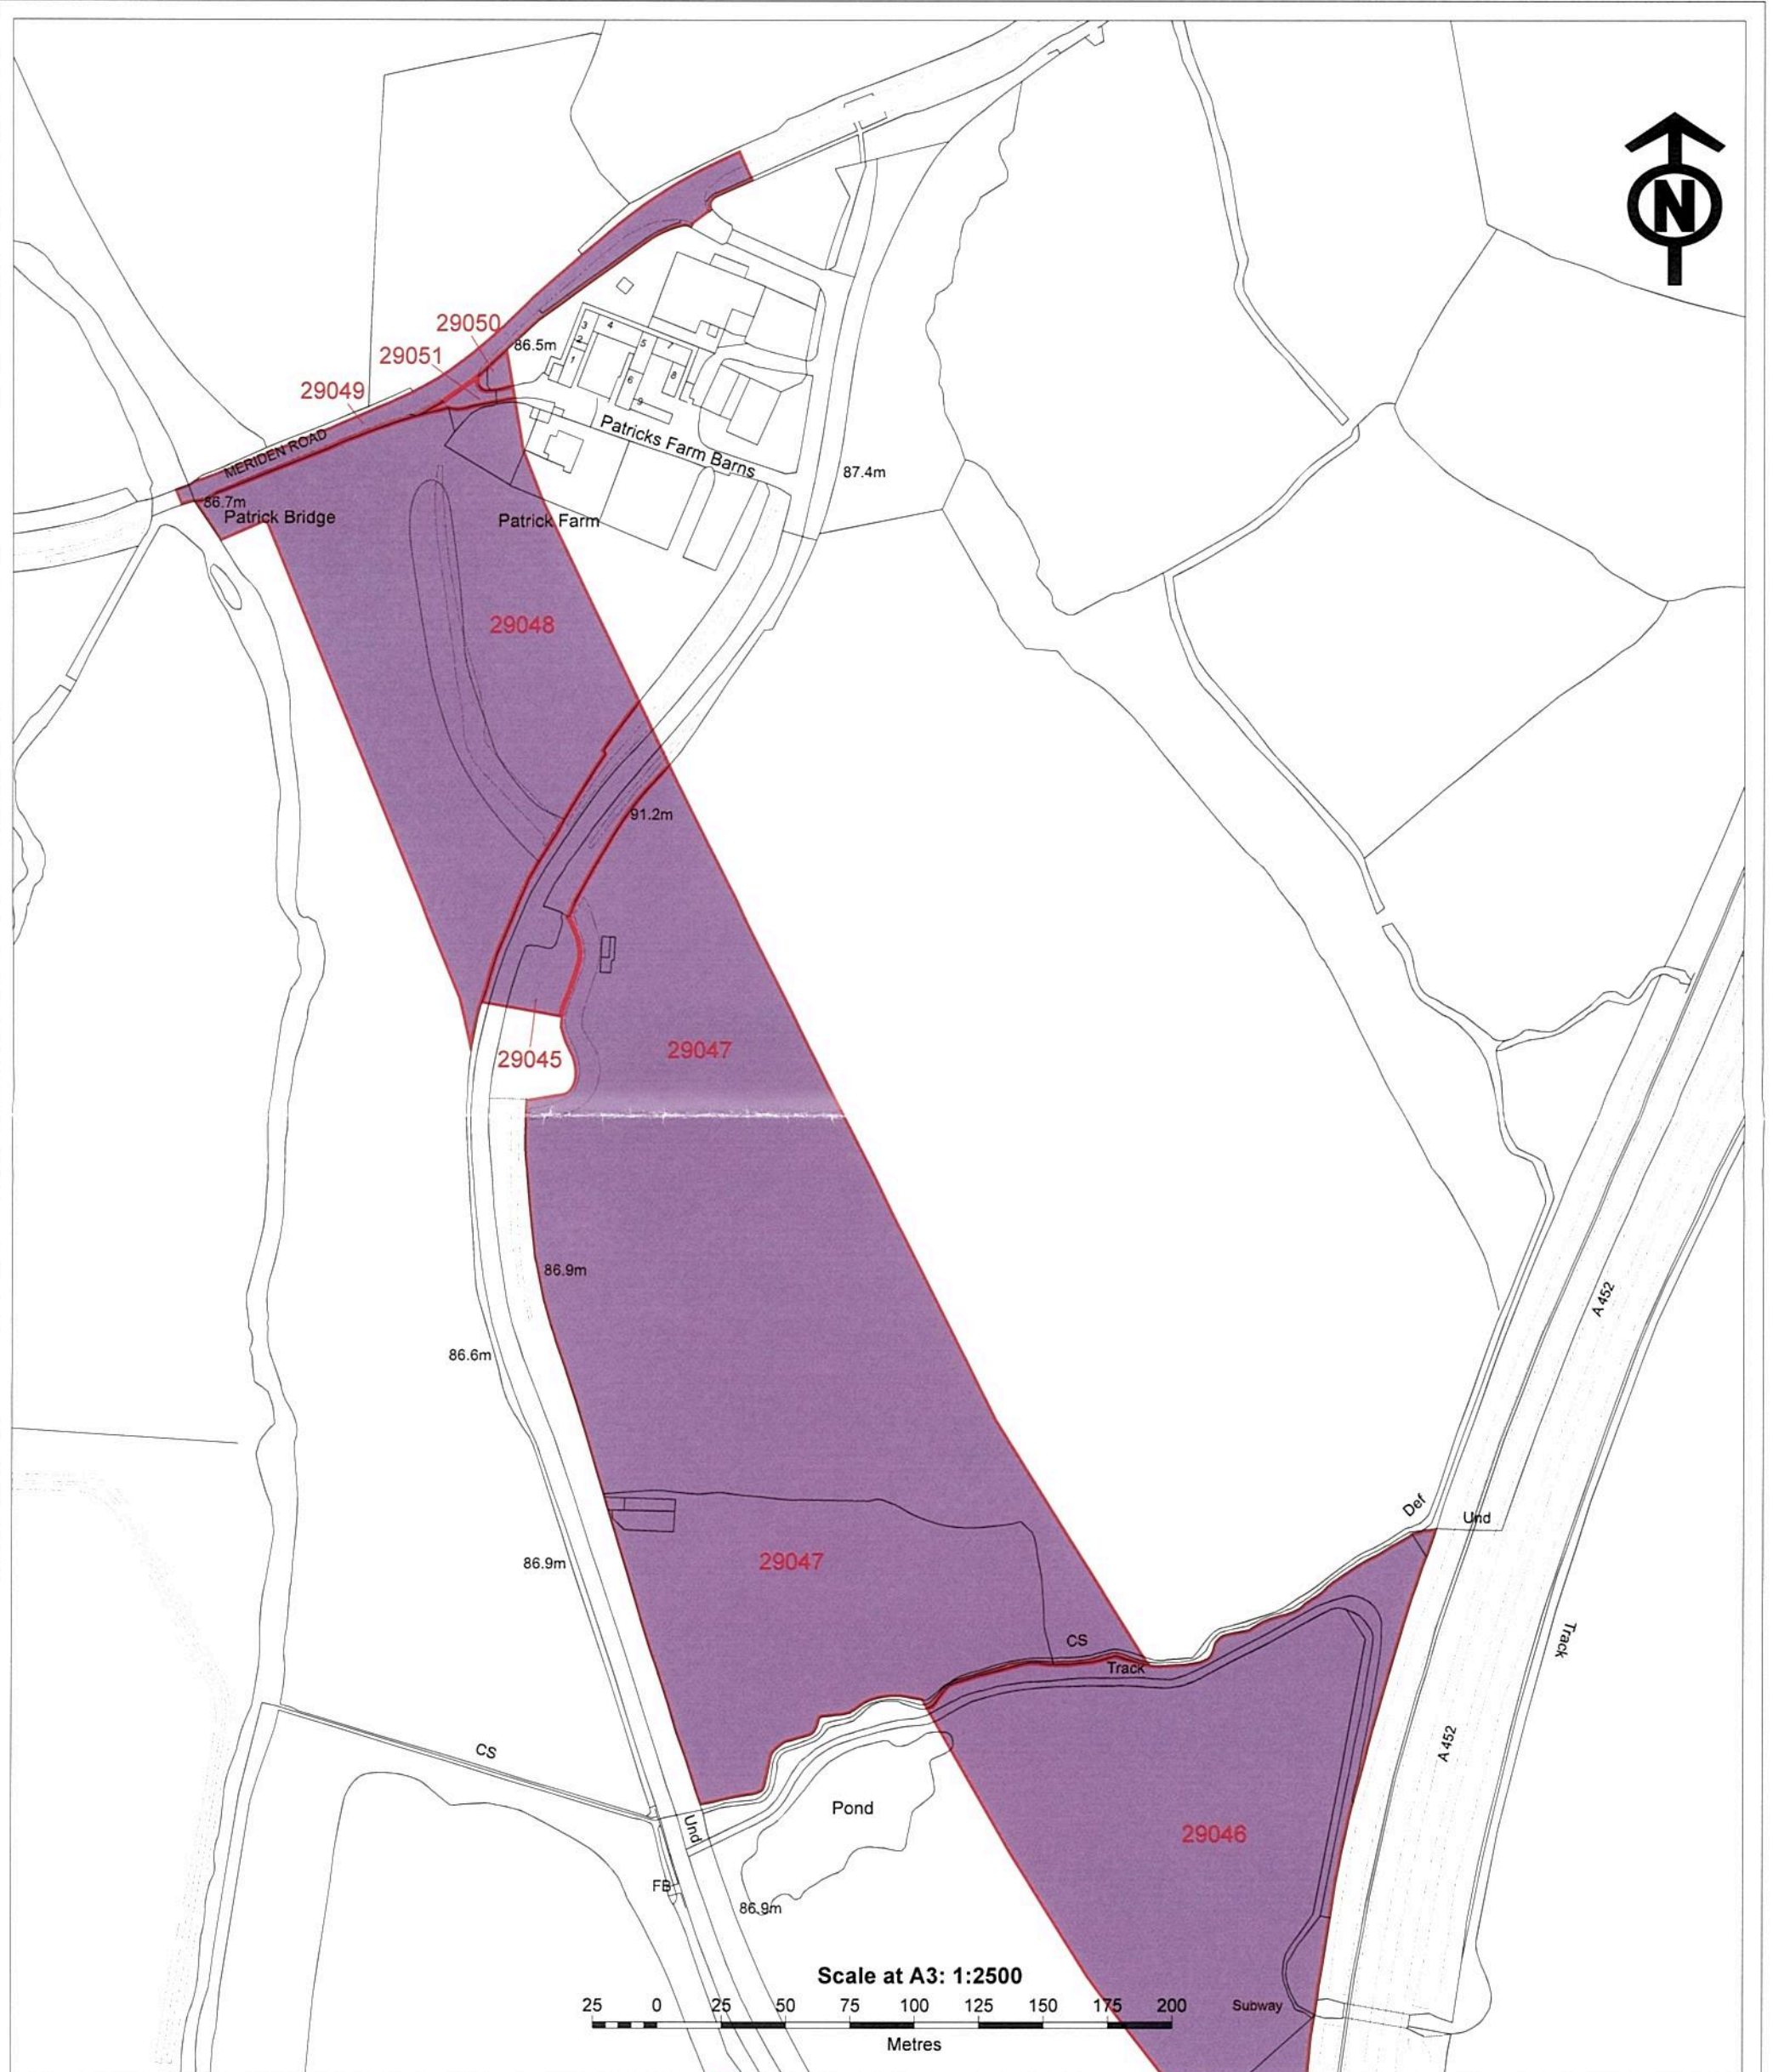 N
29050
86.5m
3
4
2
1
5
7
6
8
9
29051
29049
MERIDEN ROAD
Patricks Farm Barns
87.4m
86.7m
Patrick Bridge
Patrick Farm
29048
91.2m
29045
29047
86.9m
A 452
86.6m
Def
Und
86.9m
29047
CS
Track
Track
A 452
CS
Pond
Und
29046
FB
86.9m
Scale at A3: 1:2500
25 0 25 50 75 100 125 150 175 200
Metres
Subway